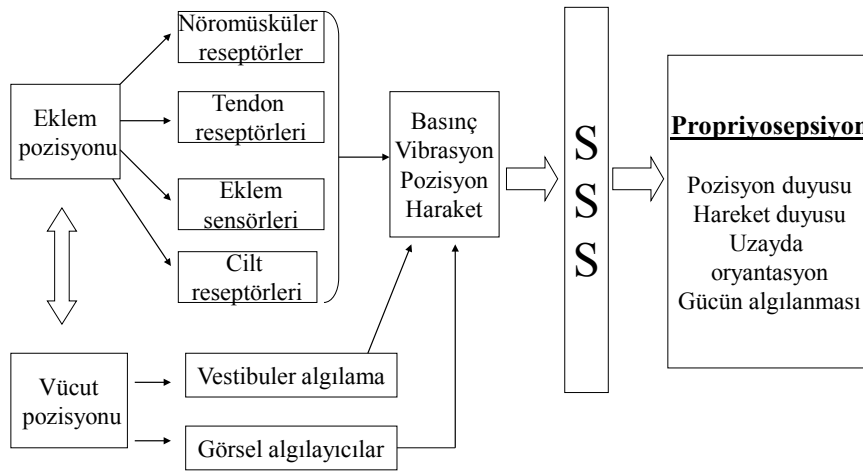 Nöromüsküler
reseptörler
Eklem
pozisyonu
Tendon
reseptörleri
Eklem
sensörleri
Cilt
reseptörleri
Basınç
Vibrasyon
Pozisyon
Haraket
S
S
S
Propriyosepsiyon
Pozisyon duyusu
Hareket duyusu
Uzayda
oryantasyon
Gücün algılanması
Vücut
pozisyonu
Vestibuler algılama
Görsel algılayıcılar